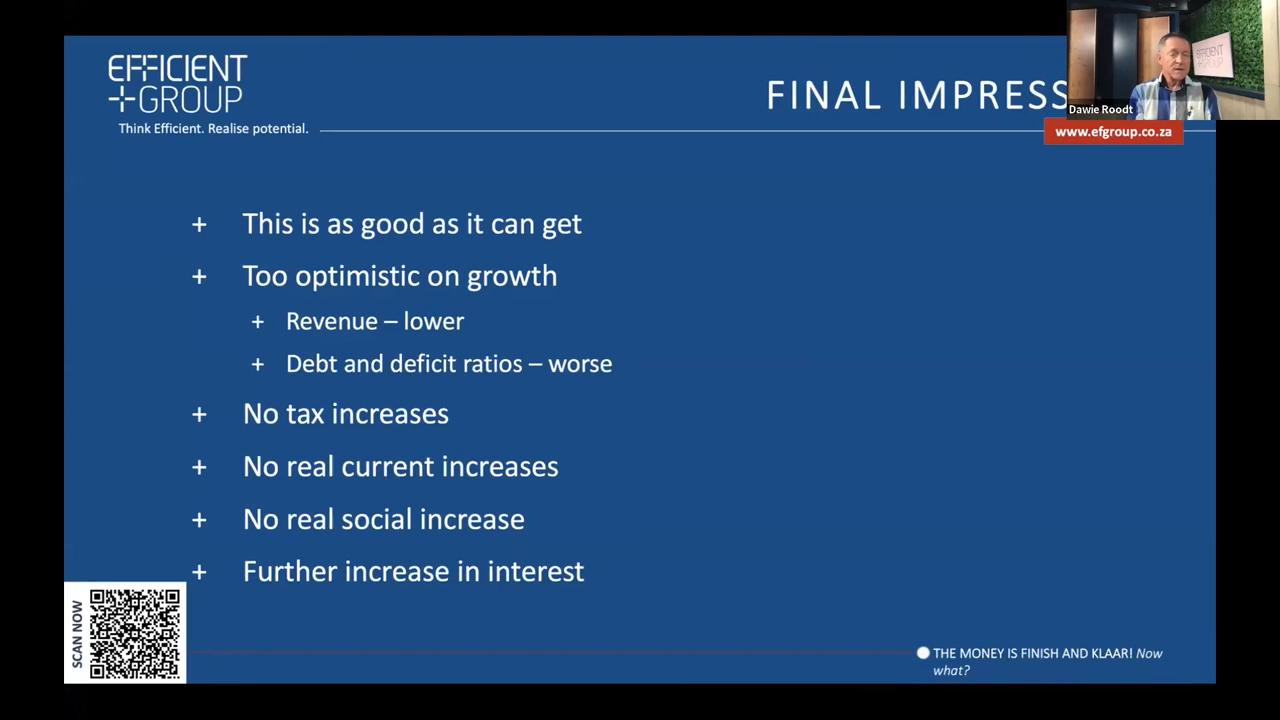 EFFICIENT
GROUP
Think Efficient. Realise potential.
FINAL IMPRESS
Dawie Roodt
EFFICIENT
www.efgroup.co.za
+ This is as good as it can get
+ Too optimistic on growth
+ Revenue – lower
+ Debt and deficit ratios – worse
+ No tax increases
+ No real current increases
+ No real social increase
+ Further increase in interest
SCAN NOW
THE MONEY IS FINISH AND KLAAR! Now
what?